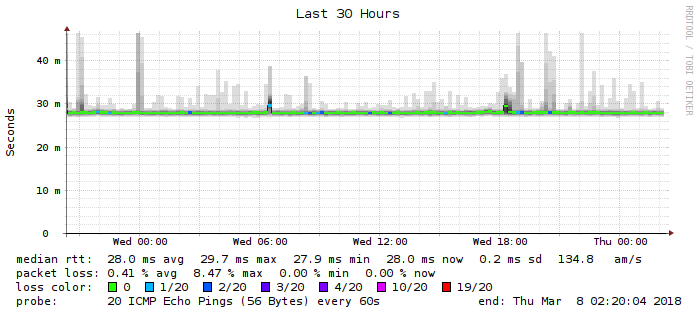 Last 30 Hours
RRDTOOL / TOBI OETIKER
Seconds
40 m
30 m
20 m
10 m
0
Wed 00:00 Wed 06:00 Wed 12:00 Wed 18:00 Thu 00:00
median rtt: 28.0 ms avg 29.7 ms max 27.9 ms min 28.0 ms now 0.2 ms sd 134.8 am/s
packet loss: 0.41 % avg 8.47 % max 0.00 % min 0.00 % now
loss color: 0 1/20 2/20 3/20 4/20 10/20 19/20
probe: 20 ICMP Echo Pings (56 Bytes) every 60s end: Thu Mar 8 02:20:04 2018